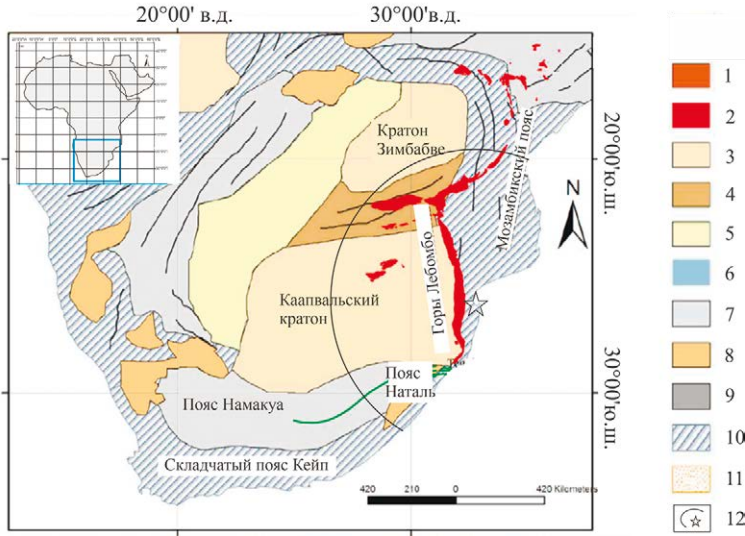 20°00' в.д.
30°00'в.д.
Кратон
Зимбабве
Мозамбикский пояс
20°00'ю.ш.
N
Горы Лебомбо
Каапвальский
кратон
Пояс
Наталь
30°00'ю.ш.
Пояс Намакуа
Складчатый пояс Кейп
420 210 0 420 Kilometers
1
2
3
4
5
6
7
8
9
10
11
12